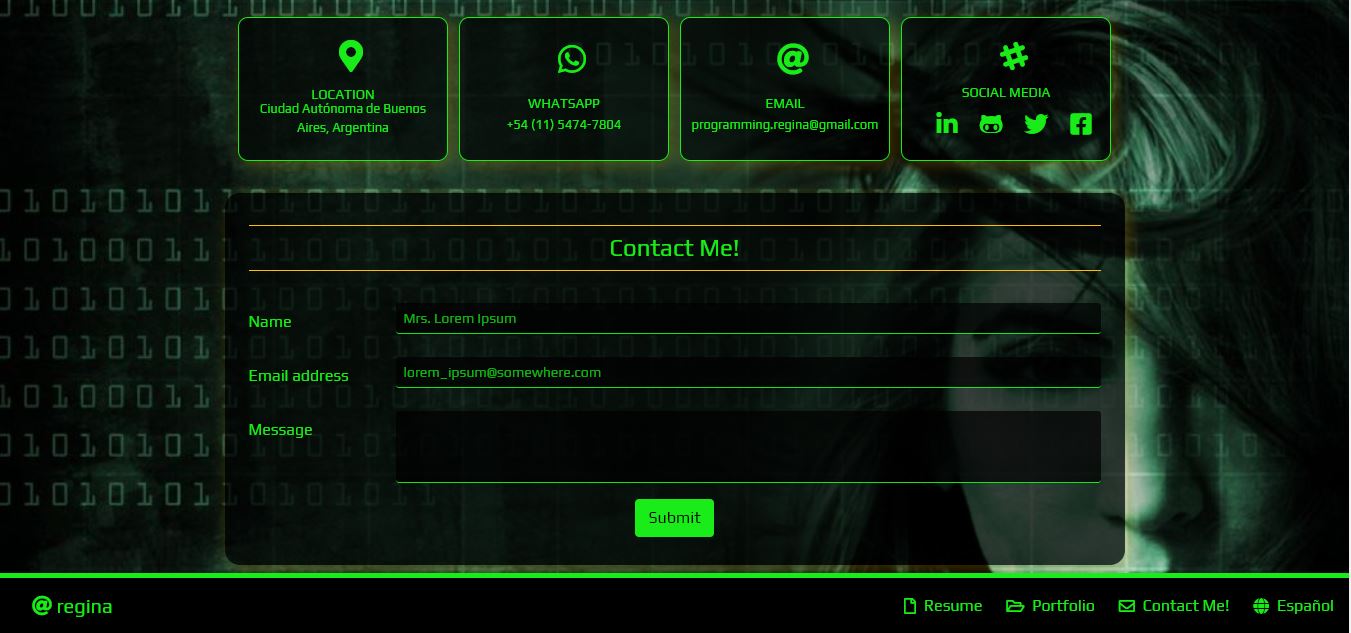 LOCATION
Ciudad Autónoma de Buenos
Aires, Argentina
WHATSAPP
+54 (11) 5474-7804
EMAIL
programming.regina@gmail.com
SOCIAL MEDIA
Contact Me!
Name
Mrs. Lorem Ipsum
Email address
lorem_ipsum@somewhere.com
Message
Submit
@ regina
Resume
Portfolio
Contact Me!
Español